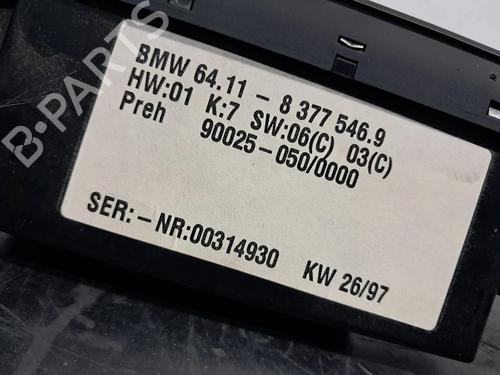 B-PARTS
BMW 64.11 - 8 377 546.9
HW:01 K:7 SW:06(C) 03(C)
Preh 90025-050/0000
SER:-NR:00314930 KW 26/97